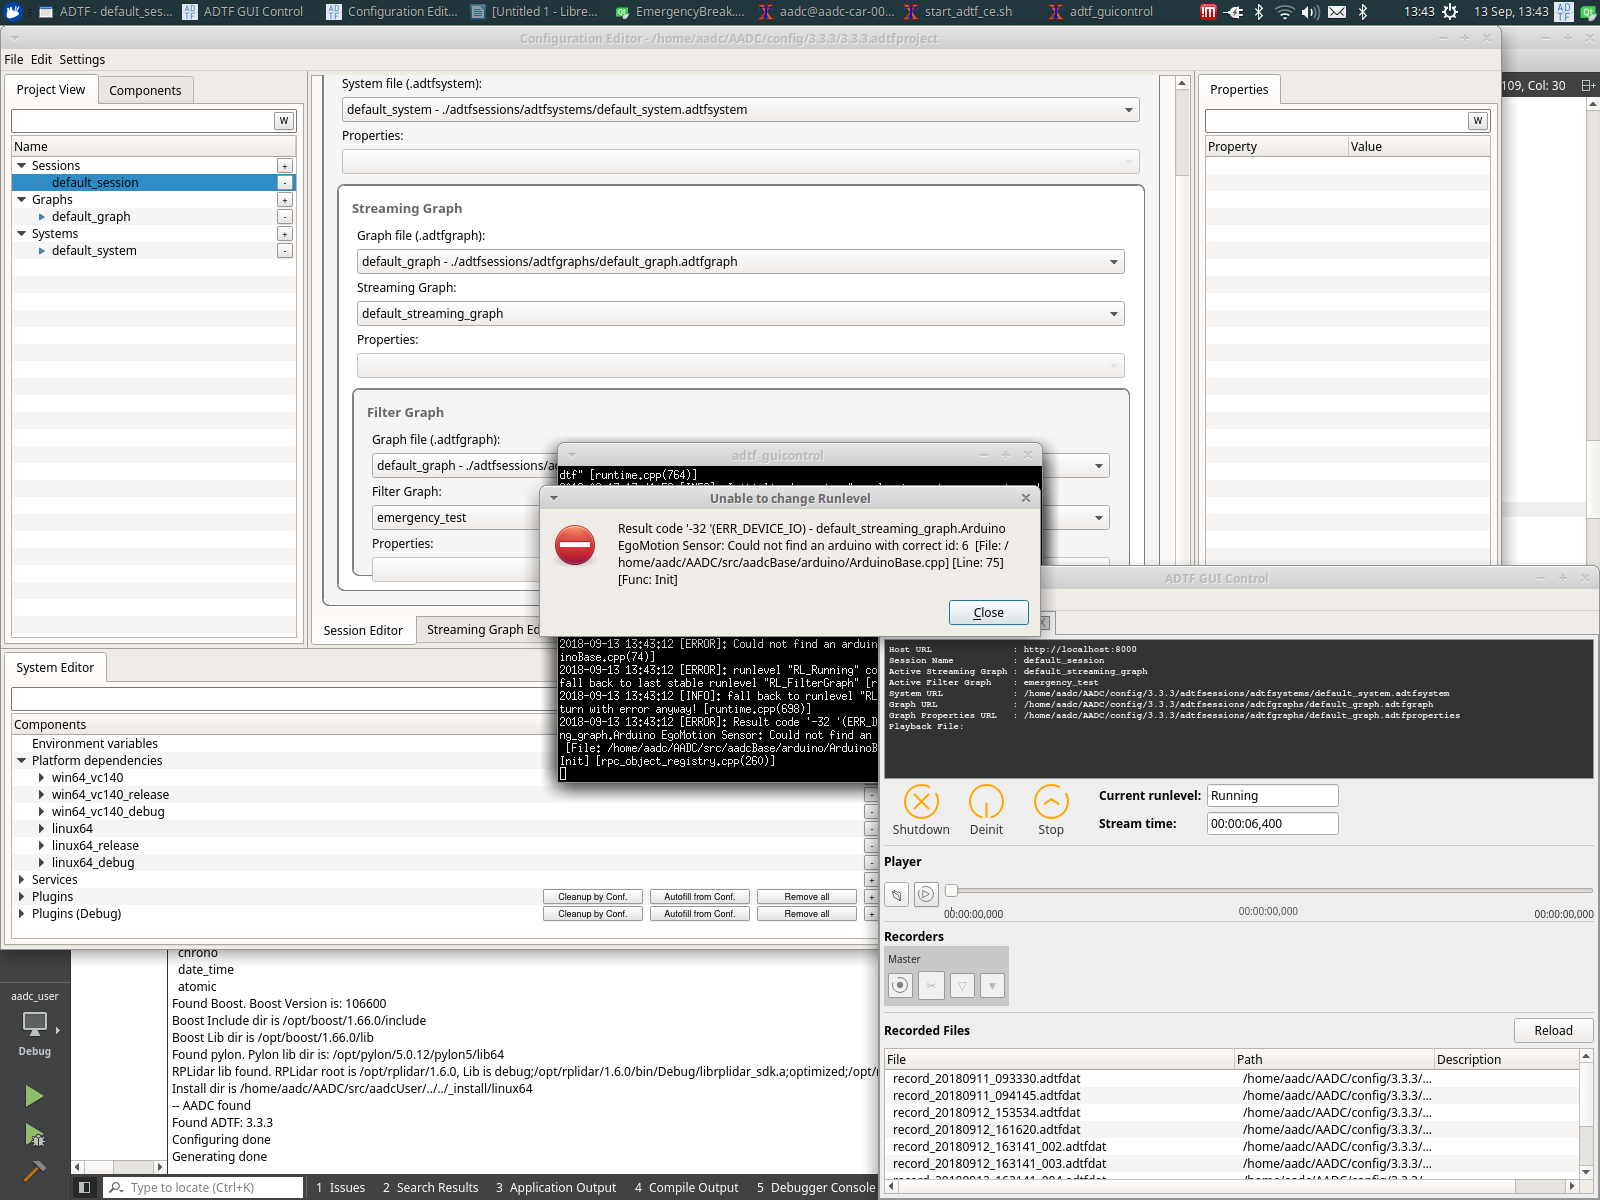 ADTF - default_ses...
ADTF GUI Control
Configuration Edit...
[Untitled 1 - Libre...
EmergencyBreak....
aadc@aadc-car-00...
start_adtf_ce.sh
adtf_guicontrol
13:43
13 Sep, 13:43
Configuration Editor - /home/aadc/AADC/config/3.3.3/3.3.3.adtfproject
File Edit Settings
Project View
Components
W
Name
Sessions
default_session
Graphs
default_graph
Systems
default_system
System file (.adtfsystem):
default_system - ./adtfsessions/adtfsystems/default_system.adtfsystem
Properties:
Streaming Graph
Graph file (.adtfgraph):
default_graph - ./adtfsessions/adtfgraphs/default_graph.adtfgraph
Streaming Graph:
default_streaming_graph
Properties:
Filter Graph
Graph file (.adtfgraph):
default_graph - ./adtfsessions/ad
Filter Graph:
emergency_test
Properties:
Session Editor
Streaming Graph Ed
Properties
W
Property
Value
109, Col: 30
adtf_guicontrol
dtf" [runtime.cpp(764)]
Unable to change Runlevel
Result code '-32 '(ERR_DEVICE_IO) - default_streaming_graph.Arduino
EgoMotion Sensor: Could not find an arduino with correct id: 6 [File: /
home/aadc/AADC/src/aadcBase/arduino/ArduinoBase.cpp] [Line: 75]
[Func: Init]
Close
2018-09-13 13:43:12 [ERROR]: Could not find an arduin
inoBase.cpp(74)]
2018-09-13 13:43:12 [ERROR]: runlevel "RL_Running" co
fall back to last stable runlevel "RL_FilterGraph" [r
2018-09-13 13:43:12 [INFO]: fall back to runlevel "RL
turn with error anyway! [runtime.cpp(698)]
2018-09-13 13:43:12 [ERROR]: Result code '-32 '(ERR_D
ng_graph.Arduino EgoMotion Sensor: Could not find an
[File: /home/aadc/AADC/src/aadcBase/arduino/ArduinoB
Init] [rpc_object_registry.cpp(260)]
System Editor
Components
Environment variables
Platform dependencies
win64_vc140
win64_vc140_release
win64_vc140_debug
linux64
linux64_release
linux64_debug
Services
Plugins
Cleanup by Conf.
Autofill from Conf.
Remove all
Plugins (Debug)
Cleanup by Conf.
Autofill from Conf.
Remove all
ADTF GUI Control
Host URL : http://localhost:8000
Session Name : default_session
Active Streaming Graph : default_streaming_graph
Active Filter Graph : emergency_test
System URL : /home/aadc/AADC/config/3.3.3/adtfsessions/adtfsystems/default_system.adtfsystem
Graph URL : /home/aadc/AADC/config/3.3.3/adtfsessions/adtfgraphs/default_graph.adtfgraph
Graph Properties URL : /home/aadc/AADC/config/3.3.3/adtfsessions/adtfgraphs/default_graph.adtfproperties
Playback File:
Shutdown
Deinit
Stop
Current runlevel: Running
Stream time: 00:00:06,400
Player
00:00:00,000
00:00:00,000
00:00:00,000
Recorders
Master
Recorded Files
Reload
File
Path
Description
record_20180911_093330.adtfdat /home/aadc/AADC/config/3.3.3/...
record_20180911_094145.adtfdat /home/aadc/AADC/config/3.3.3/...
record_20180912_153534.adtfdat /home/aadc/AADC/config/3.3.3/...
record_20180912_161620.adtfdat /home/aadc/AADC/config/3.3.3/...
record_20180912_163141_002.adtfdat /home/aadc/AADC/config/3.3.3/...
record_20180912_163141_003.adtfdat /home/aadc/AADC/config/3.3.3/...
aadc_user
Debug
chrono
date_time
atomic
Found Boost. Boost Version is: 106600
Boost Include dir is /opt/boost/1.66.0/include
Boost Lib dir is /opt/boost/1.66.0/lib
Found pylon. Pylon lib dir is: /opt/pylon/5.0.12/pylon5/lib64
RPLidar lib found. RPLidar root is /opt/rplidar/1.6.0, Lib is debug;/opt/rplidar/1.6.0/bin/Debug/librplidar_sdk.a;optimized;/opt/r
Install dir is /home/aadc/AADC/src/aadcUser/../../_install/linux64
-- AADC found
Found ADTF: 3.3.3
Configuring done
Generating done
Type to locate (Ctrl+K)
1 Issues
2 Search Results
3 Application Output
4 Compile Output
5 Debugger Console